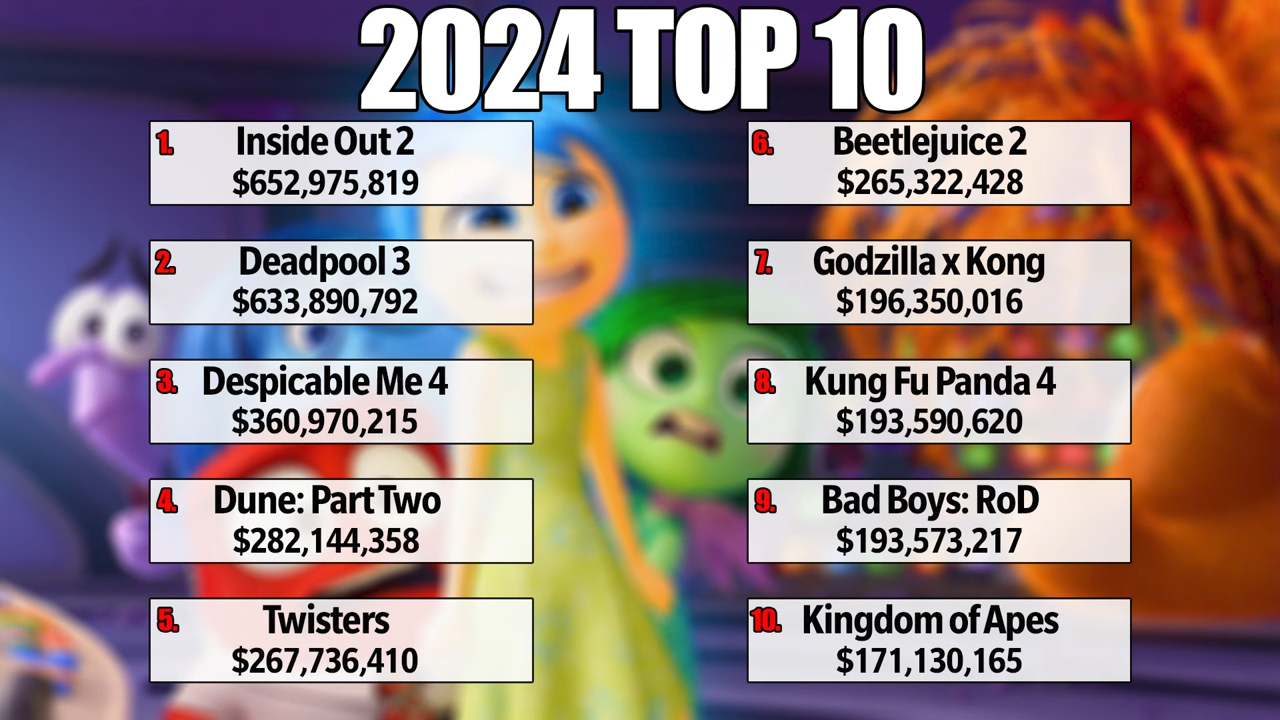 2024 TOP 10
1. Inside Out 2
$652,975,819
2. Deadpool 3
$633,890,792
3. Despicable Me 4
$360,970,215
4. Dune: Part Two
$282,144,358
5. Twisters
$267,736,410
6. Beetlejuice 2
$265,322,428
7. Godzilla x Kong
$196,350,016
8. Kung Fu Panda 4
$193,590,620
9. Bad Boys: RoD
$193,573,217
10. Kingdom of Apes
$171,130,165